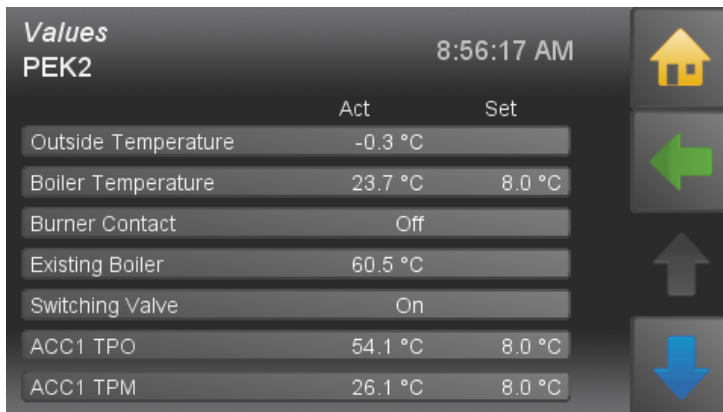 Values
PEK2
8:56:17 AM
Act Set
Outside Temperature -0.3 °C
Boiler Temperature 23.7 °C 8.0 °C
Burner Contact Off
Existing Boiler 60.5 °C
Switching Valve On
ACC1 TPO 54.1 °C 8.0 °C
ACC1 TPM 26.1 °C 8.0 °C